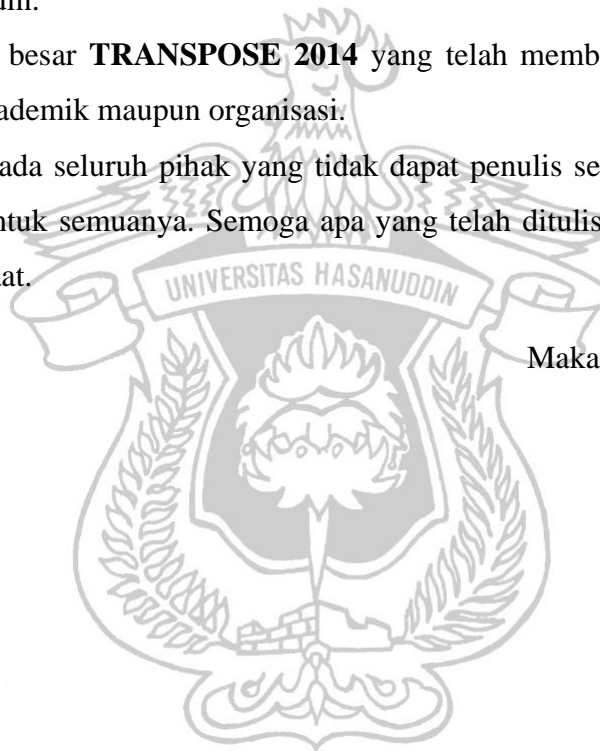 besar TRANSPOSE 2014 yang telah memb
ademik maupun organisasi.
ada seluruh pihak yang tidak dapat penulis se
ntuk semuanya. Semoga apa yang telah ditulis
at.
UNIVERSITAS HASANUDDIN
Maka